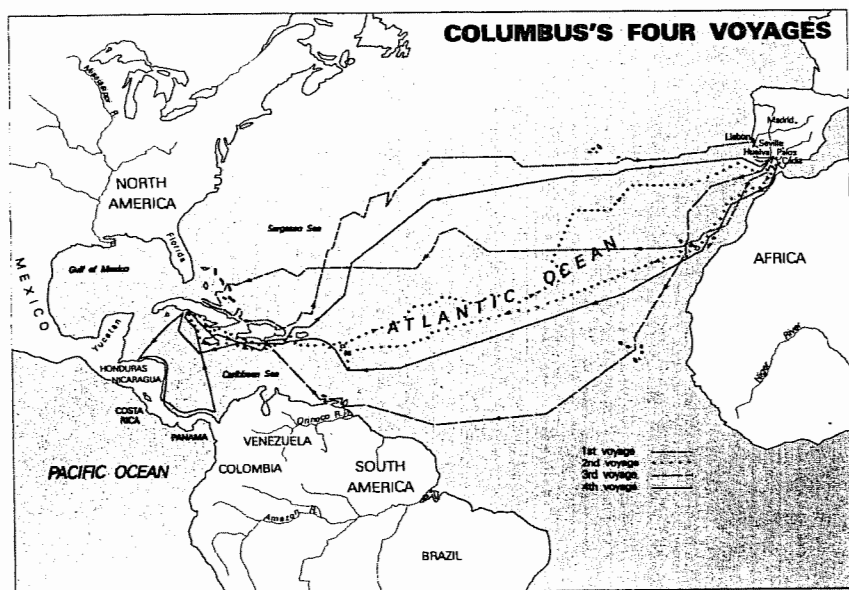 COLUMBUS'S FOUR VOYAGES
Mississippi R.
Madrid
Lisbon
Seville
Huelva
Palos
Cádiz
NORTH
AMERICA
Sargasso Sea
Florida
Gulf of Mexico
MEXICO
ATLANTIC OCEAN
AFRICA
Yucatan
Niger River
HONDURAS
NICARAGUA
Caribbean Sea
COSTA
RICA
PANAMA
Orinoco R.
VENEZUELA
COLOMBIA
SOUTH
AMERICA
PACIFIC OCEAN
1st voyage
2nd voyage
3rd voyage
4th voyage
Amazon R.
BRAZIL